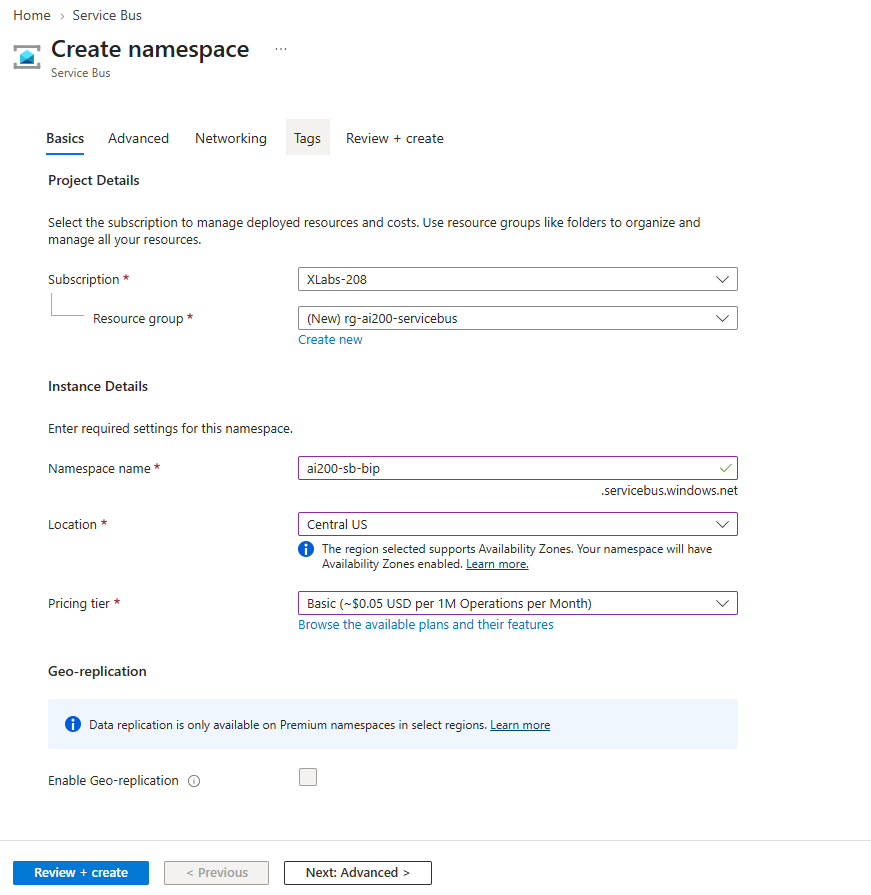 Home > Service Bus
Create namespace ...
Service Bus
Basics Advanced Networking Tags Review + create
Project Details
Select the subscription to manage deployed resources and costs. Use resource groups like folders to organize and
manage all your resources.
Subscription * XLabs-208
Resource group * (New) rg-ai200-servicebus
Create new
Instance Details
Enter required settings for this namespace.
Namespace name * ai200-sb-bip
.servicebus.windows.net
Location * Central US
The region selected supports Availability Zones. Your namespace will have
Availability Zones enabled. Learn more.
Pricing tier * Basic (~$0.05 USD per 1M Operations per Month)
Browse the available plans and their features
Geo-replication
Data replication is only available on Premium namespaces in select regions. Learn more
Enable Geo-replication
Review + create < Previous Next: Advanced >